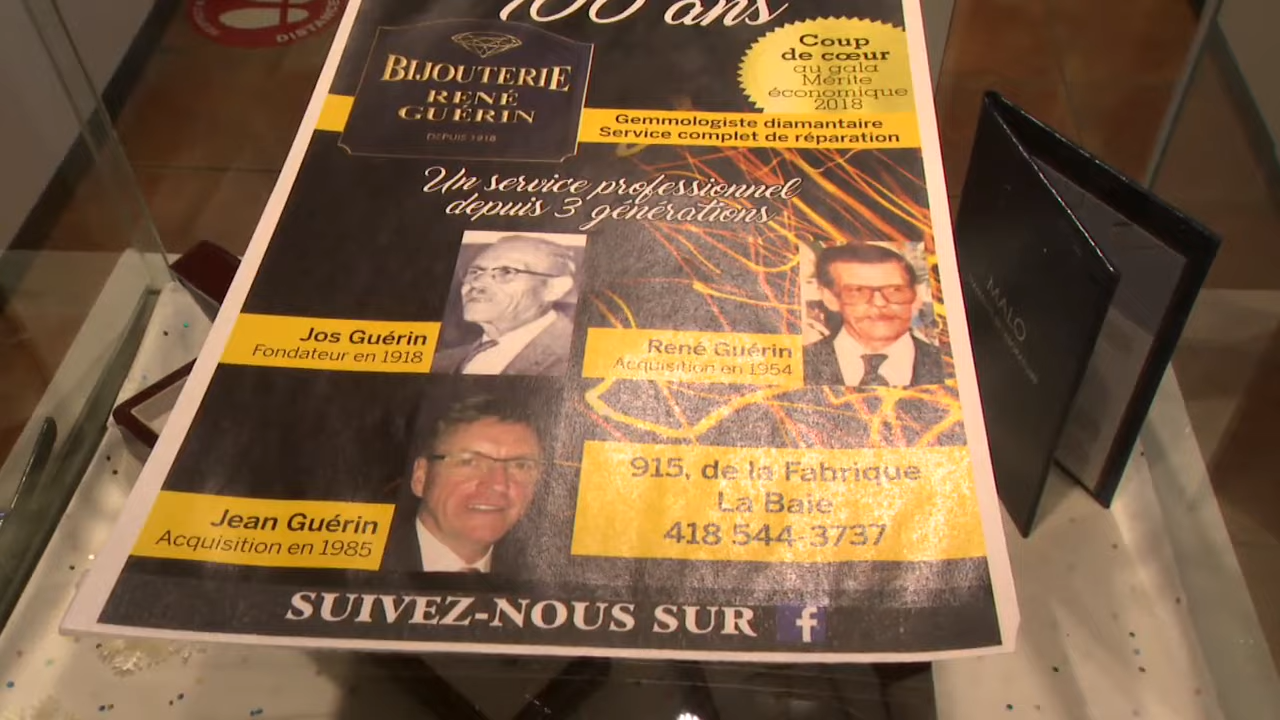 DISTANCE
100 ans
BIJOUTERIE
RENÉ
GUÉRIN
DEPUIS 1918
Coup
de cœur
au gala
Mérite
économique
2018
Gemmologiste diamantaire
Service complet de réparation
Un service professionnel
depuis 3 générations
Jos Guérin
Fondateur en 1918
René Guérin
Acquisition en 1954
Jean Guérin
Acquisition en 1985
915, de la Fabrique
La Baie
418 544-3737
SUIVEZ-NOUS SUR f
MALO